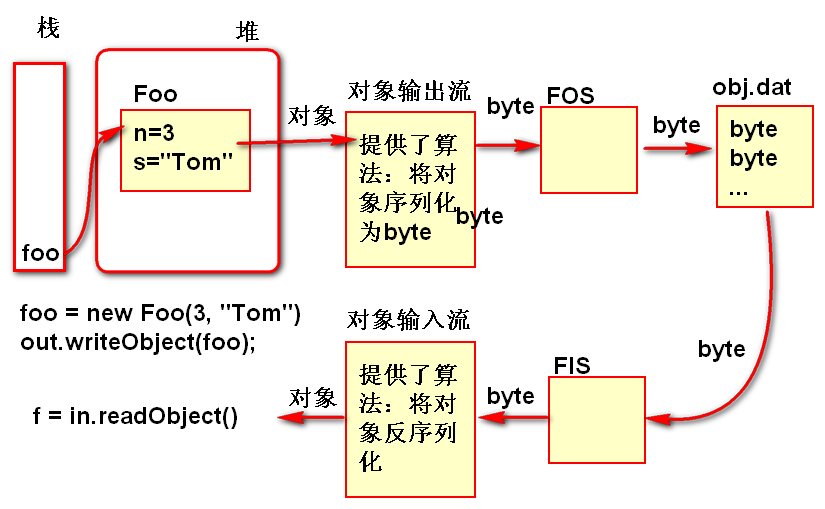 栈
堆
Foo
n=3
s="Tom"
foo
对象
对象输出流
提供了算
法：将对
象序列化
为byte
byte
byte
FOS
byte
obj.dat
byte
byte
...
foo = new Foo(3, "Tom")
out.writeObject(foo);
f = in.readObject()
对象
对象输入流
提供了算
法：将对
象反序列
化
byte
FIS
byte